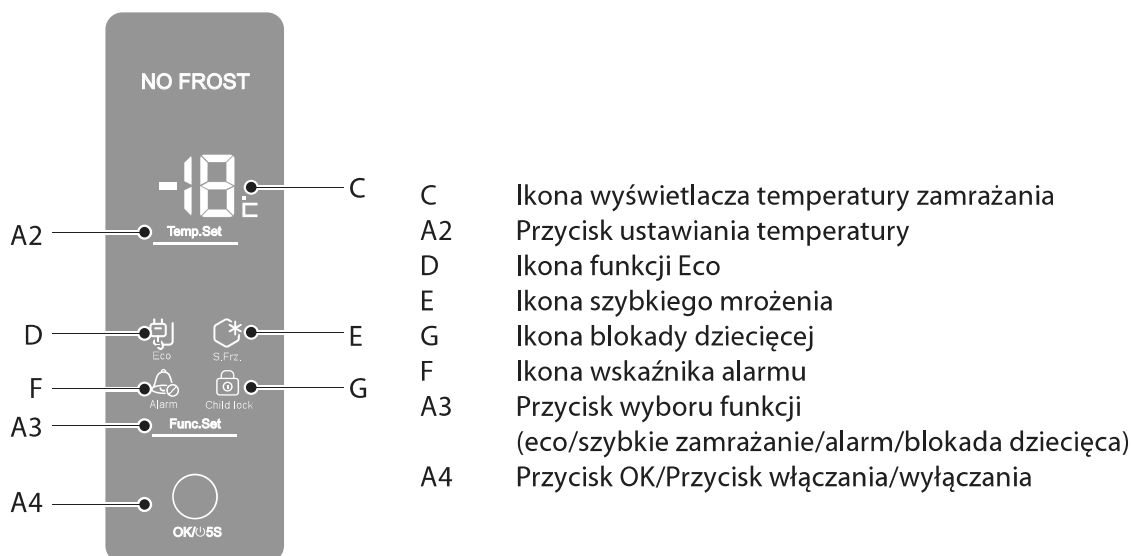 NO FROST
-18
C
A2
Temp.Set
D
E
Eco
S.Frz.
F
G
Alarm
Child lock
A3
Func.Set
A4
OK/⏻5S
C Ikona wyświetlacza temperatury zamrażania
A2 Przycisk ustawiania temperatury
D Ikona funkcji Eco
E Ikona szybkiego mrożenia
G Ikona blokady dziecięcej
F Ikona wskaźnika alarmu
A3 Przycisk wyboru funkcji
(eco/szybkie zamrażanie/alarm/blokada dziecięca)
A4 Przycisk OK/Przycisk włączania/wyłączania